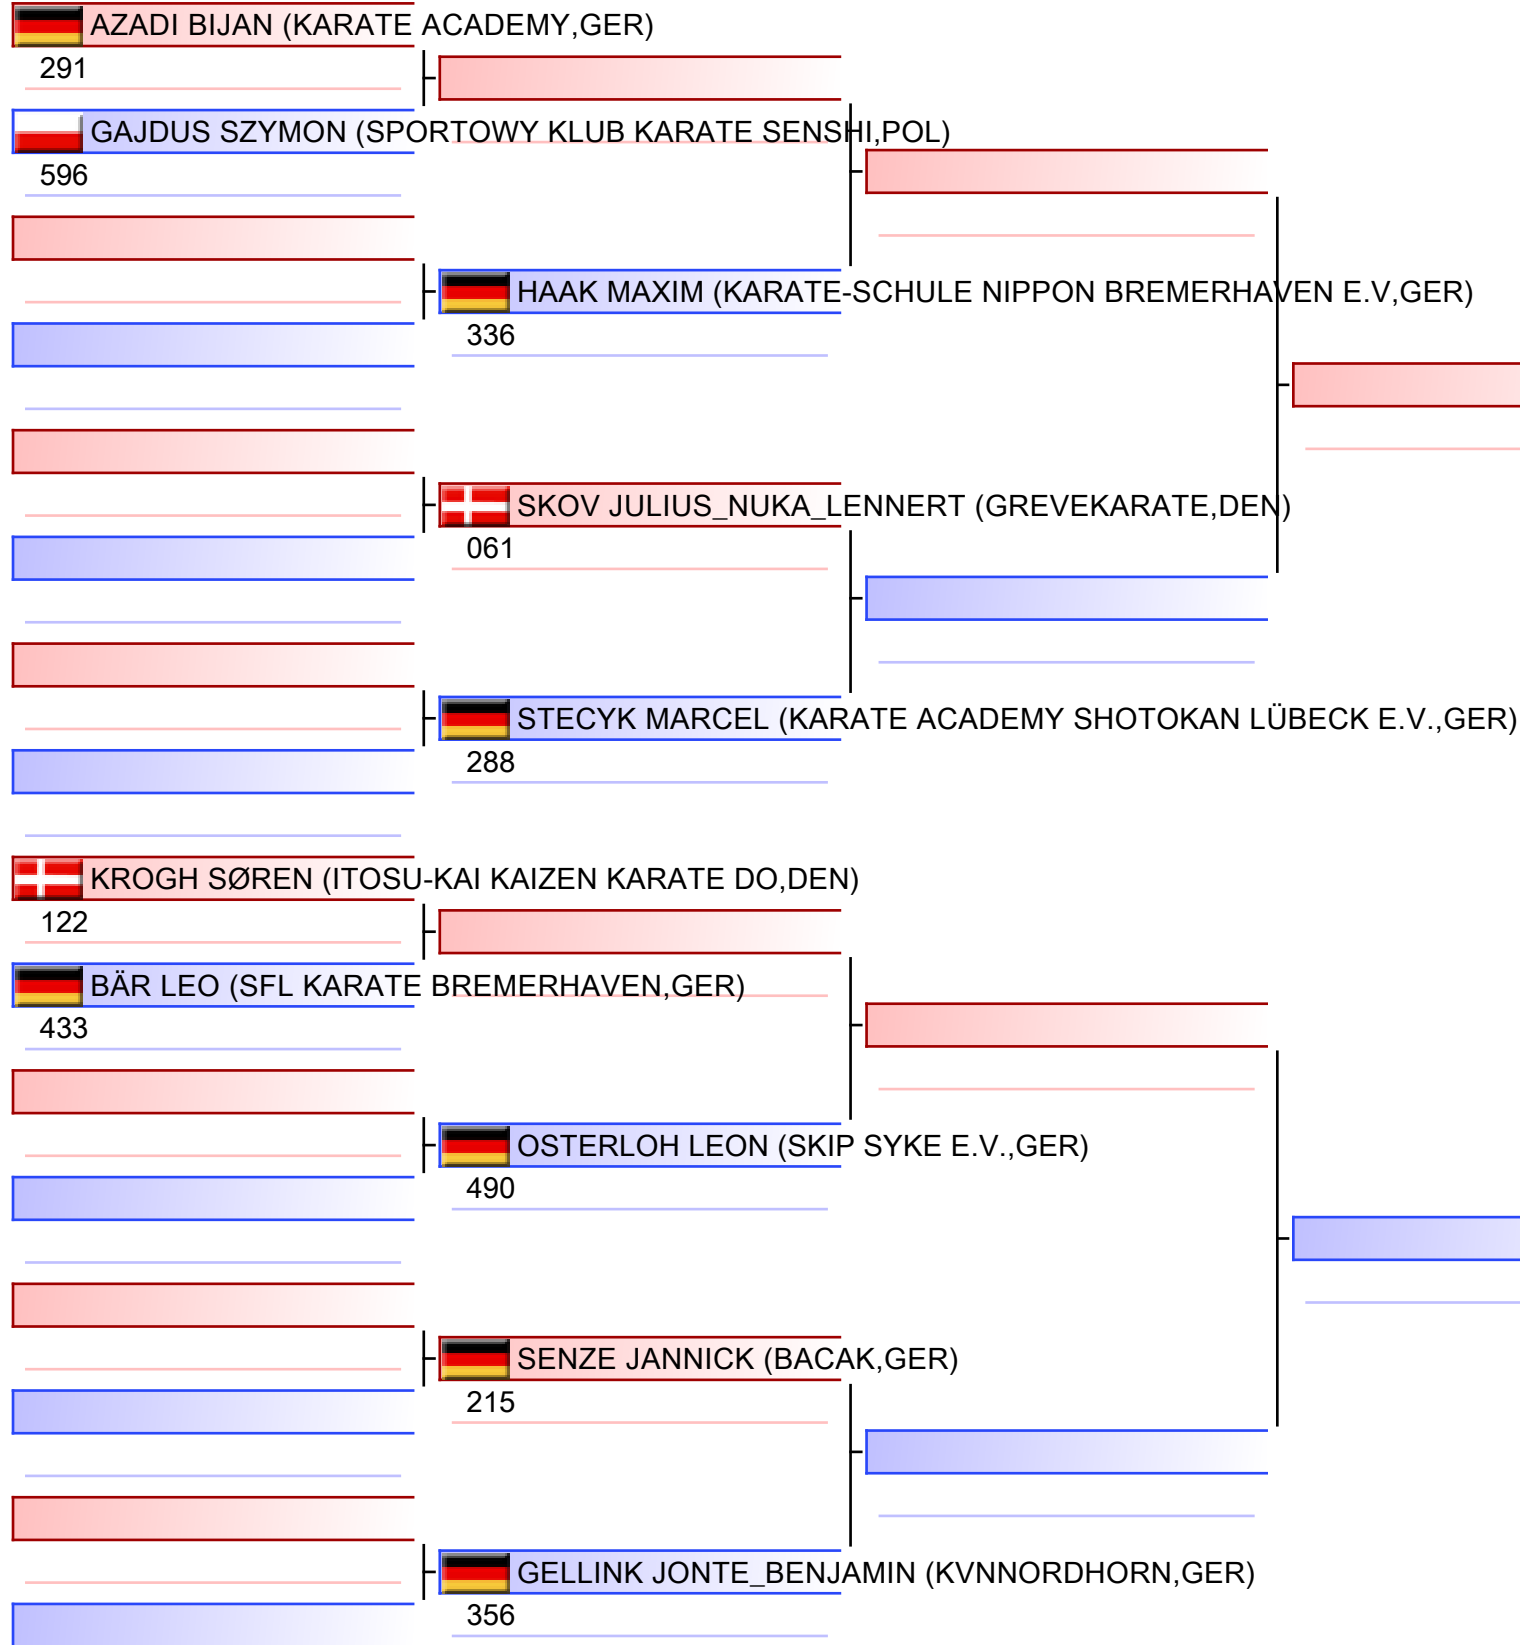 AZADI BIJAN (KARATE ACADEMY,GER)
291
GAJDUS SZYMON (SPORTOWY KLUB KARATE SENSHI,POL)
596
HAAK MAXIM (KARATE-SCHULE NIPPON BREMERHAVEN E.V,GER)
336
SKOV JULIUS_NUKA_LENNERT (GREVEKARATE,DEN)
061
STECYK MARCEL (KARATE ACADEMY SHOTOKAN LÜBECK E.V.,GER)
288
KROGH SØREN (ITOSU-KAI KAIZEN KARATE DO,DEN)
122
BÄR LEO (SFL KARATE BREMERHAVEN,GER)
433
OSTERLOH LEON (SKIP SYKE E.V.,GER)
490
SENZE JANNICK (BACAK,GER)
215
GELLINK JONTE_BENJAMIN (KVNNORDHORN,GER)
356